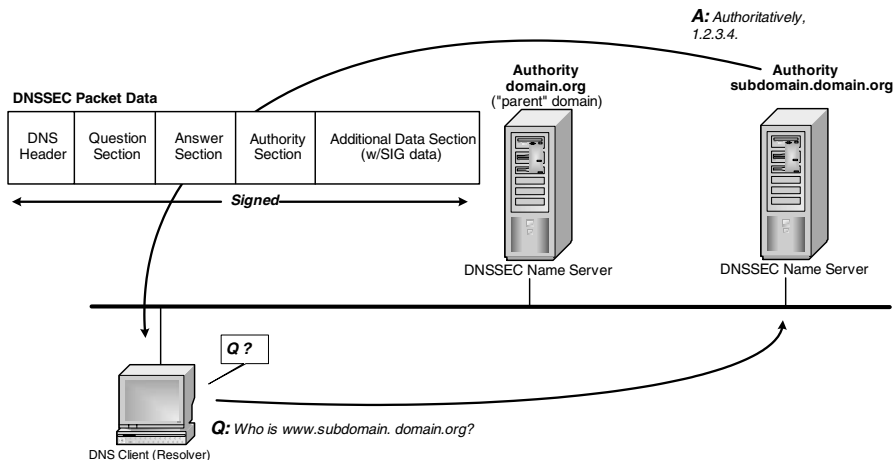 A: Authoritatively,
1.2.3.4.
Authority
domain.org
("parent" domain)
Authority
subdomain.domain.org
DNSSEC Packet Data
DNS
Header
Question
Section
Answer
Section
Authority
Section
Additional Data Section
(w/SIG data)
Signed
DNSSEC Name Server
DNSSEC Name Server
Q ?
Q: Who is www.subdomain. domain.org?
DNS Client (Resolver)